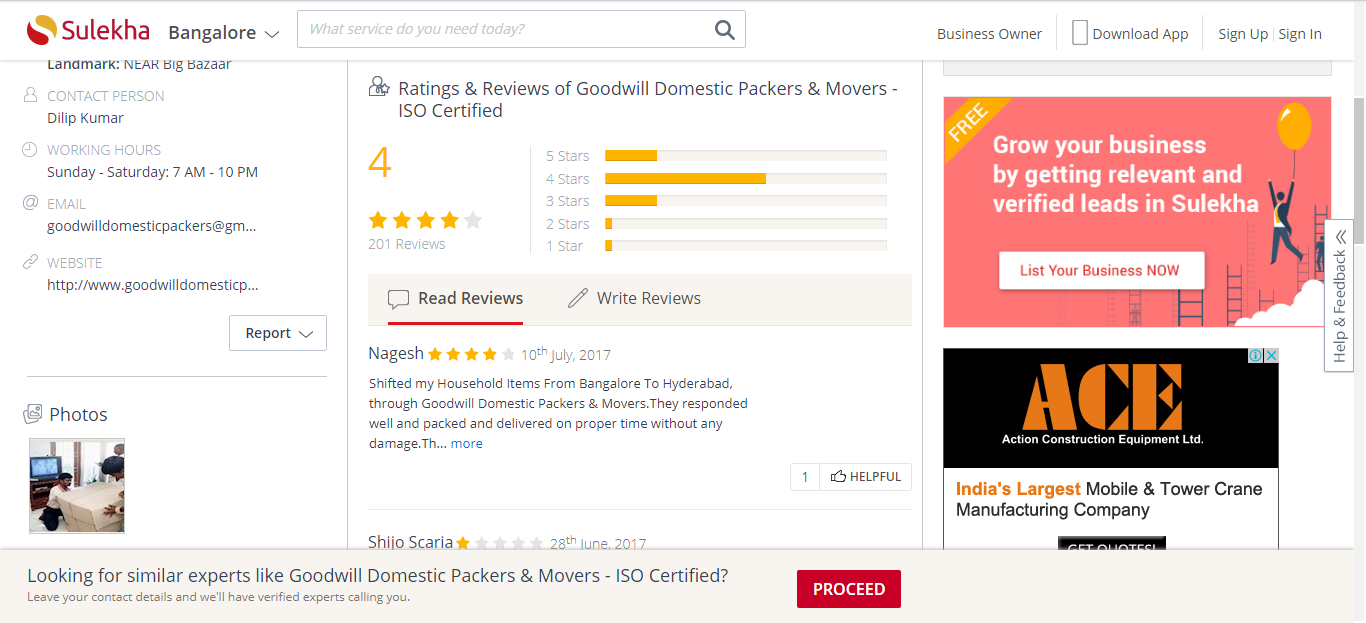 Sulekha
Bangalore
What service do you need today?
Business Owner
Download App
Sign Up
Sign In
Landmark: NEAR Big Bazaar
CONTACT PERSON
Dilip Kumar
WORKING HOURS
Sunday - Saturday: 7 AM - 10 PM
EMAIL
goodwilldomesticpackers@gm...
WEBSITE
http://www.goodwilldomesticp...
Report
Photos
Ratings & Reviews of Goodwill Domestic Packers & Movers -
ISO Certified
4
201 Reviews
5 Stars
4 Stars
3 Stars
2 Stars
1 Star
Read Reviews
Write Reviews
Nagesh
10th July, 2017
Shifted my Household Items From Bangalore To Hyderabad,
through Goodwill Domestic Packers & Movers.They responded
well and packed and delivered on proper time without any
damage.Th... more
1
HELPFUL
Shijo Scaria
28th June, 2017
FREE
Grow your business
by getting relevant and
verified leads in Sulekha
List Your Business NOW
Help & Feedback
ACE
Action Construction Equipment Ltd.
India's Largest Mobile & Tower Crane
Manufacturing Company
GET QUOTES!
Looking for similar experts like Goodwill Domestic Packers & Movers - ISO Certified?
Leave your contact details and we'll have verified experts calling you.
PROCEED